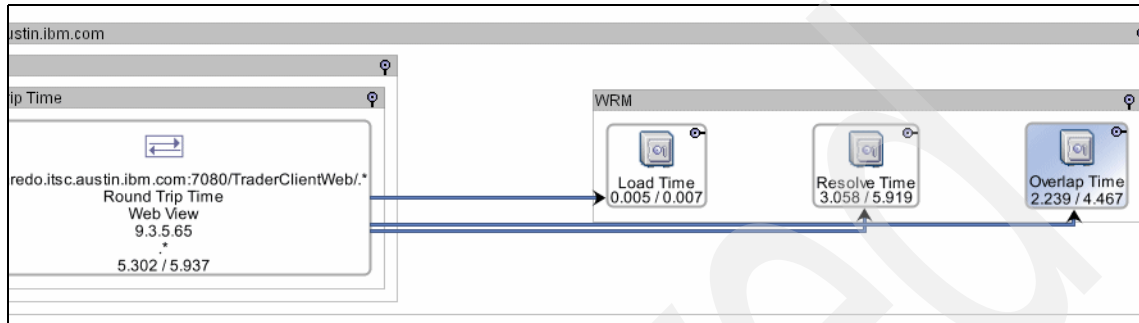 ustin.ibm.com
rip Time
redo.itsc.austin.ibm.com:7080/TraderClientWeb/.*
Round Trip Time
Web View
9.3.5.65
.*
5.302 / 5.937
WRM
Load Time
0.005 / 0.007
Resolve Time
3.058 / 5.919
Overlap Time
2.239 / 4.467